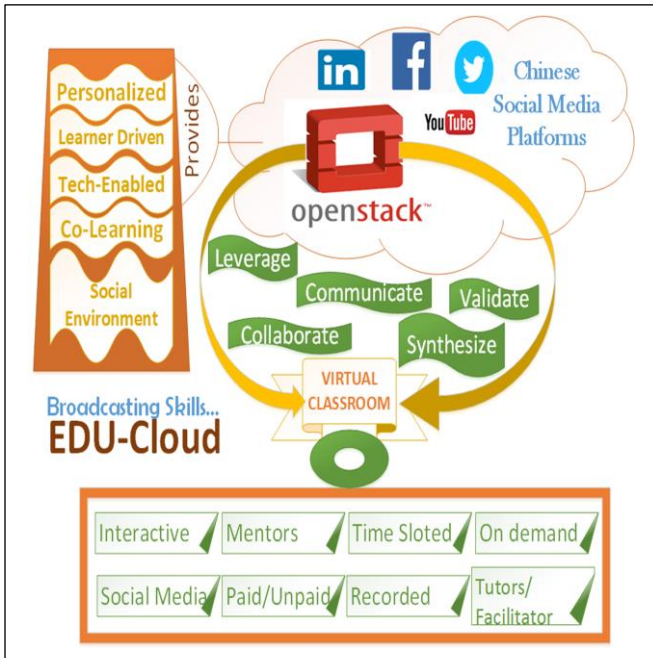 Personalized
Learner Driven
Tech-Enabled
Co-Learning
Social
Environment
Provides
in
f
YouTube
Chinese
Social Media
Platforms
openstack™
Leverage
Communicate
Validate
Collaborate
Synthesize
VIRTUAL
CLASSROOM
Broadcasting Skills...
EDU-Cloud
Interactive
Mentors
Time Sloted
On demand
Social Media
Paid/Unpaid
Recorded
Tutors/
Facilitator